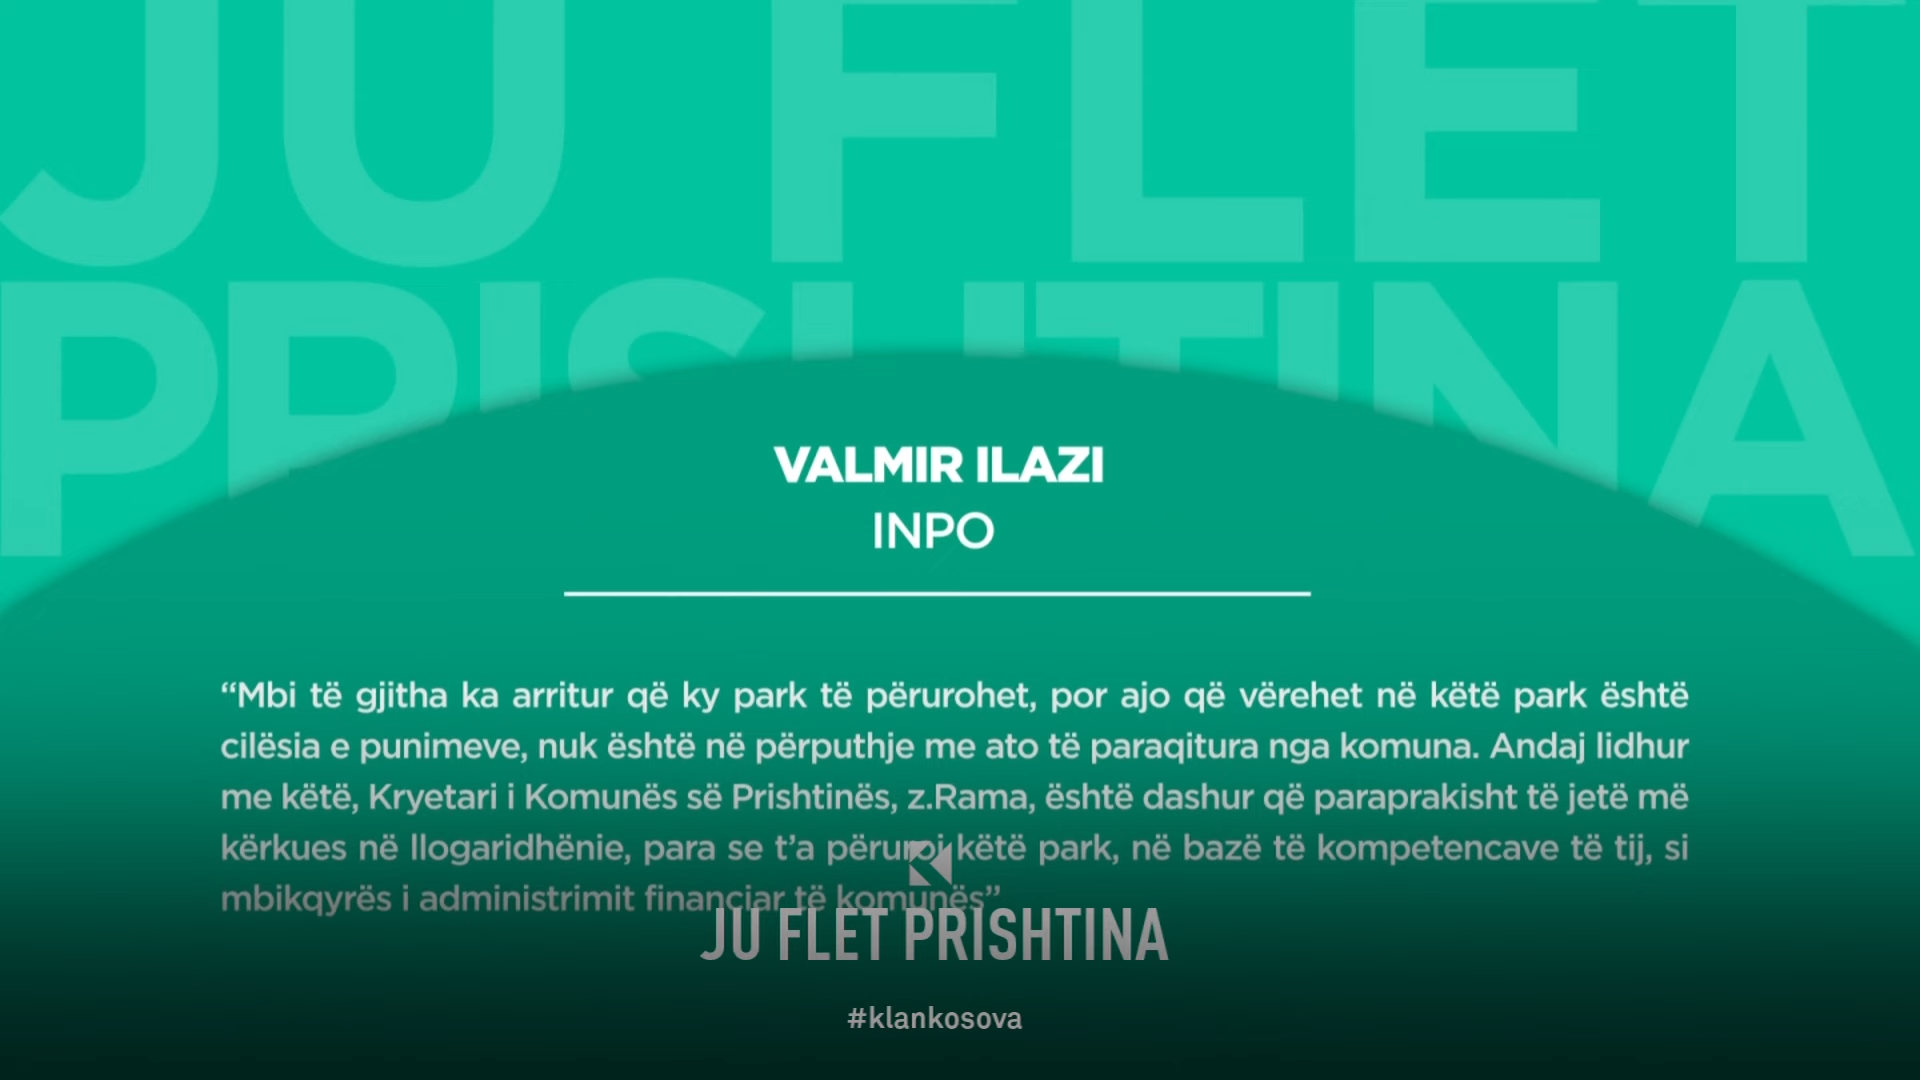 JU FLET
PRISHTINA
VALMIR ILAZI
INPO
“Mbi të gjitha ka arritur që ky park të përurohet, por ajo që vërehet në këtë park është
cilësia e punimeve, nuk është në përputhje me ato të paraqitura nga komuna. Andaj lidhur
me këtë, Kryetari i Komunës së Prishtinës, z.Rama, është dashur që paraprakisht të jetë më
kërkues në llogaridhënie, para se t’a përuroj këtë park, në bazë të kompetencave të tij, si
mbikqyrës i administrimit financiar të komunës”
JU FLET PRISHTINA
#klankosova